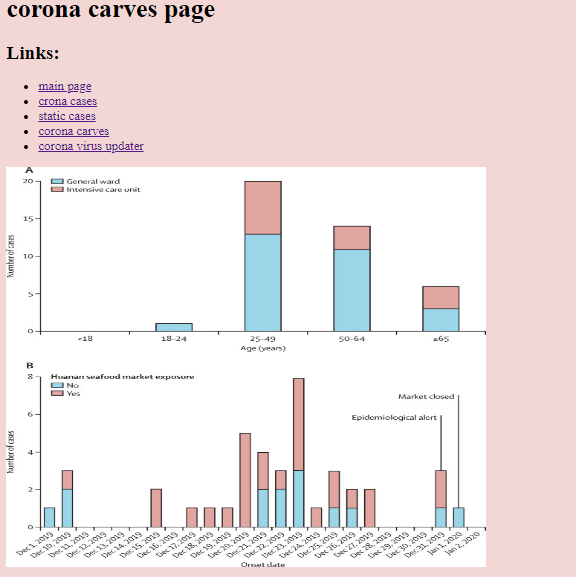 corona carves page
Links:
main page
crona cases
static cases
corona carves
corona virus updater
A
General ward
Intensive care unit
20
15
10
5
0
Number of cases
<18
18-24
25-49
50-64
≥65
Age (years)
B
Huanan seafood market exposure
No
Yes
Market closed
Epidemiological alert
8
6
4
2
0
Number of cases
Dec 1, 2019
Dec 10, 2019
Dec 11, 2019
Dec 12, 2019
Dec 13, 2019
Dec 14, 2019
Dec 15, 2019
Dec 16, 2019
Dec 17, 2019
Dec 18, 2019
Dec 19, 2019
Dec 20, 2019
Dec 21, 2019
Dec 22, 2019
Dec 23, 2019
Dec 24, 2019
Dec 25, 2019
Dec 26, 2019
Dec 27, 2019
Dec 28, 2019
Dec 29, 2019
Dec 30, 2019
Dec 31, 2019
Jan 1, 2020
Jan 2, 2020
Onset date